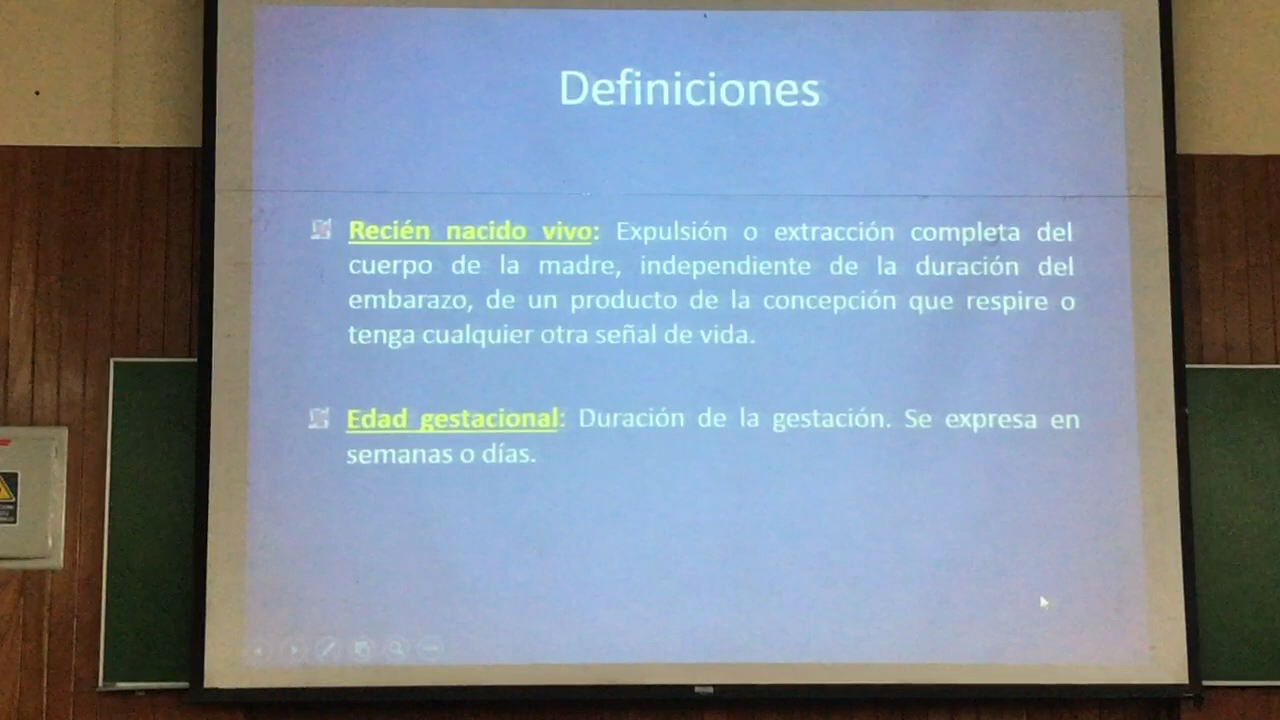 Definiciones
Recién nacido vivo: Expulsión o extracción completa del
cuerpo de la madre, independiente de la duración del
embarazo, de un producto de la concepción que respire o
tenga cualquier otra señal de vida.
Edad gestacional: Duración de la gestación. Se expresa en
semanas o días.